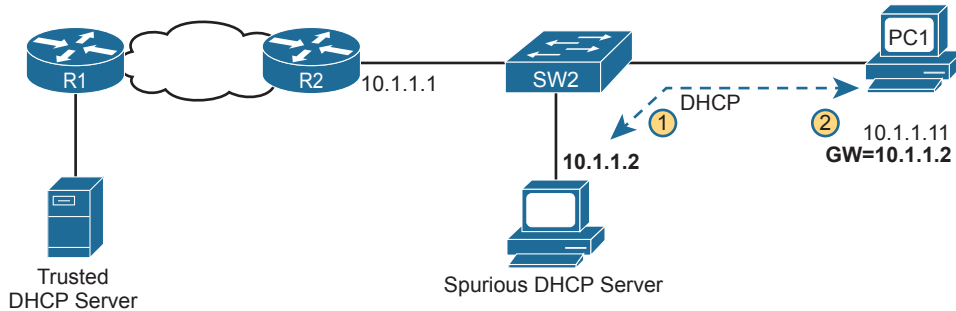 R1
R2
10.1.1.1
SW2
PC1
DHCP
1
2
10.1.1.11
GW=10.1.1.2
10.1.1.2
Trusted
DHCP Server
Spurious DHCP Server